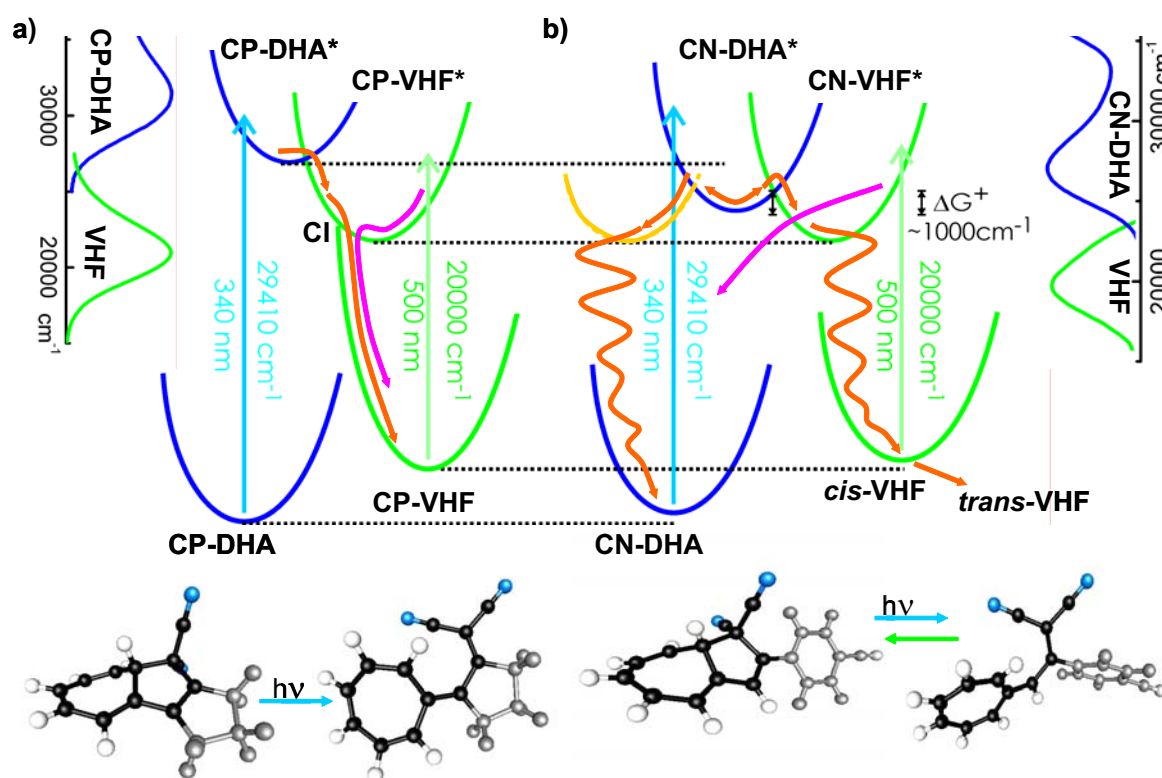 a)
CP-DHA
VHF
30000
20000
cm-1
CP-DHA*
CP-VHF*
CI
29410 cm-1
340 nm
20000 cm-1
500 nm
CP-DHA
CP-VHF
b)
CN-DHA*
CN-VHF*
ΔG+
~1000cm-1
29410 cm-1
340 nm
20000 cm-1
500 nm
CN-DHA
cis-VHF
trans-VHF
cm-1
30000
CN-DHA
VHF
hν
hν